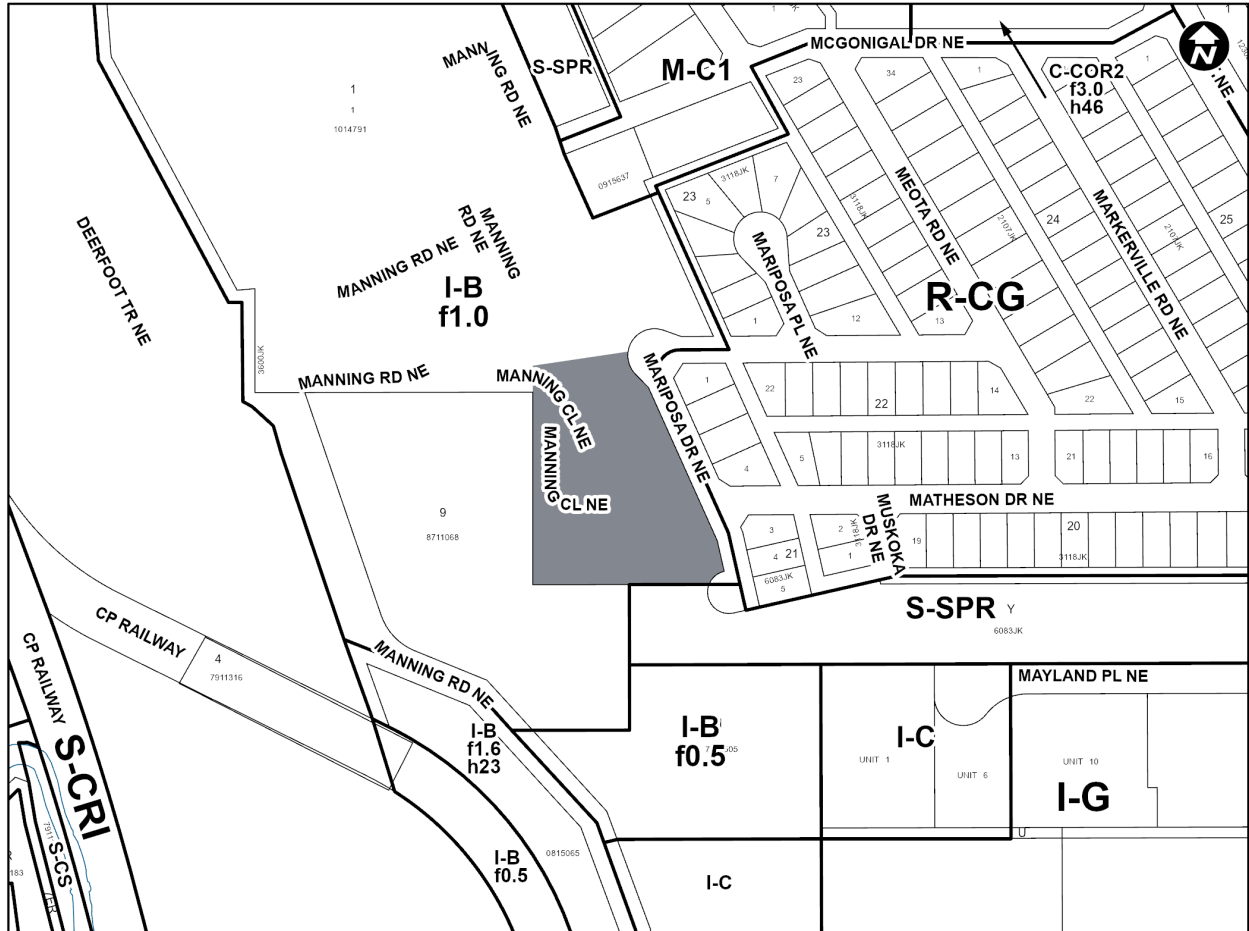 MANNING RD NE
S-SPR
M-C1
MCGONIGAL DR NE
N
1
C-COR2
f3.0
h46
1
1
1014791
0915637
23
34
1
1
3118JK
23
5
7
23
3118JK
MEOTA RD NE
2107JK
24
MARKERVILLE RD NE
2107JK
25
DEERFOOT TR NE
MANNING RD NE
MANNING RD NE
I-B
f1.0
MARIPOSA PL NE
R-CG
1
12
13
3600JK
MANNING RD NE
MANNING CL NE
MARIPOSA DR NE
1
22
22
14
22
15
MANNING CL NE
4
5
3118JK
13
21
16
9
8711068
MATHESON DR NE
3
4
21
6083JK
5
2
3118JK
1
MUSKOKA DR NE
19
20
3118JK
S-SPR
Y
6083JK
CP RAILWAY
4
7911316
CP RAILWAY
S-CRI
MANNING RD NE
MAYLAND PL NE
I-B
f1.6
h23
I-B
f0.5
I-C
UNIT 1
UNIT 6
UNIT 10
I-G
U
S-CS
7911
183
7ER
I-B
f0.5
0815065
I-C